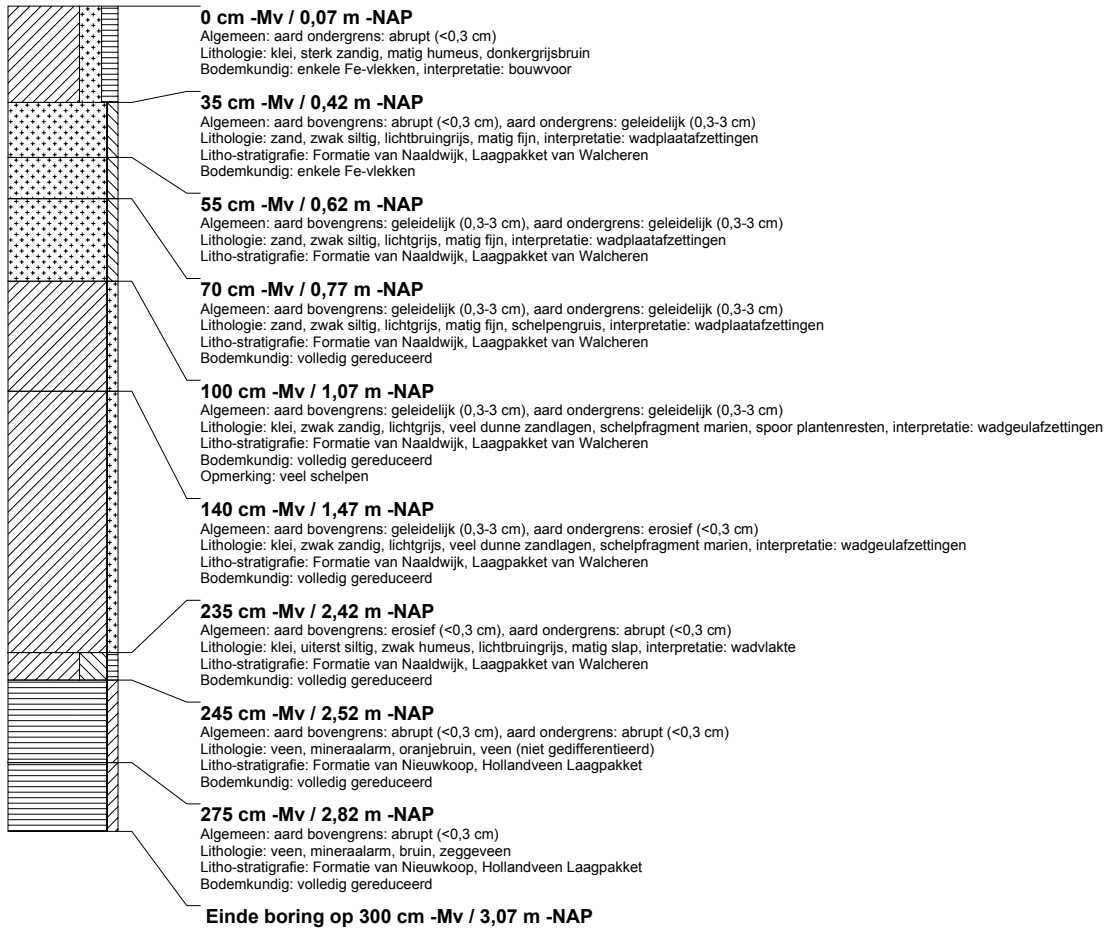 0 cm -Mv / 0,07 m -NAP
Algemeen: aard ondergrens: abrupt (<0,3 cm)
Lithologie: klei, sterk zandig, matig humeus, donkergrijsbruin
Bodemkundig: enkele Fe-vlekken, interpretatie: bouwvoor
35 cm -Mv / 0,42 m -NAP
Algemeen: aard bovengrens: abrupt (<0,3 cm), aard ondergrens: geleidelijk (0,3-3 cm)
Lithologie: zand, zwak siltig, lichtbruingrijs, matig fijn, interpretatie: wadplaatafzettingen
Litho-stratigrafie: Formatie van Naaldwijk, Laagpakket van Walcheren
Bodemkundig: enkele Fe-vlekken
55 cm -Mv / 0,62 m -NAP
Algemeen: aard bovengrens: geleidelijk (0,3-3 cm), aard ondergrens: geleidelijk (0,3-3 cm)
Lithologie: zand, zwak siltig, lichtgrijs, matig fijn, interpretatie: wadplaatafzettingen
Litho-stratigrafie: Formatie van Naaldwijk, Laagpakket van Walcheren
70 cm -Mv / 0,77 m -NAP
Algemeen: aard bovengrens: geleidelijk (0,3-3 cm), aard ondergrens: geleidelijk (0,3-3 cm)
Lithologie: zand, zwak siltig, lichtgrijs, matig fijn, schelpengruis, interpretatie: wadplaatafzettingen
Litho-stratigrafie: Formatie van Naaldwijk, Laagpakket van Walcheren
Bodemkundig: volledig gereduceerd
100 cm -Mv / 1,07 m -NAP
Algemeen: aard bovengrens: geleidelijk (0,3-3 cm), aard ondergrens: geleidelijk (0,3-3 cm)
Lithologie: klei, zwak zandig, lichtgrijs, veel dunne zandlagen, schelpfragment marien, spoor plantenresten, interpretatie: wadgeulafzettingen
Litho-stratigrafie: Formatie van Naaldwijk, Laagpakket van Walcheren
Bodemkundig: volledig gereduceerd
Opmerking: veel schelpen
140 cm -Mv / 1,47 m -NAP
Algemeen: aard bovengrens: geleidelijk (0,3-3 cm), aard ondergrens: erosief (<0,3 cm)
Lithologie: klei, zwak zandig, lichtgrijs, veel dunne zandlagen, schelpfragment marien, interpretatie: wadgeulafzettingen
Litho-stratigrafie: Formatie van Naaldwijk, Laagpakket van Walcheren
Bodemkundig: volledig gereduceerd
235 cm -Mv / 2,42 m -NAP
Algemeen: aard bovengrens: erosief (<0,3 cm), aard ondergrens: abrupt (<0,3 cm)
Lithologie: klei, uiterst siltig, zwak humeus, lichtbruingrijs, matig slap, interpretatie: wadvlakte
Litho-stratigrafie: Formatie van Naaldwijk, Laagpakket van Walcheren
Bodemkundig: volledig gereduceerd
245 cm -Mv / 2,52 m -NAP
Algemeen: aard bovengrens: abrupt (<0,3 cm), aard ondergrens: abrupt (<0,3 cm)
Lithologie: veen, mineraalarm, oranjebruin, veen (niet gedifferentieerd)
Litho-stratigrafie: Formatie van Nieuwkoop, Hollandveen Laagpakket
Bodemkundig: volledig gereduceerd
275 cm -Mv / 2,82 m -NAP
Algemeen: aard bovengrens: abrupt (<0,3 cm)
Lithologie: veen, mineraalarm, bruin, zeggeveen
Litho-stratigrafie: Formatie van Nieuwkoop, Hollandveen Laagpakket
Bodemkundig: volledig gereduceerd
Einde boring op 300 cm -Mv / 3,07 m -NAP